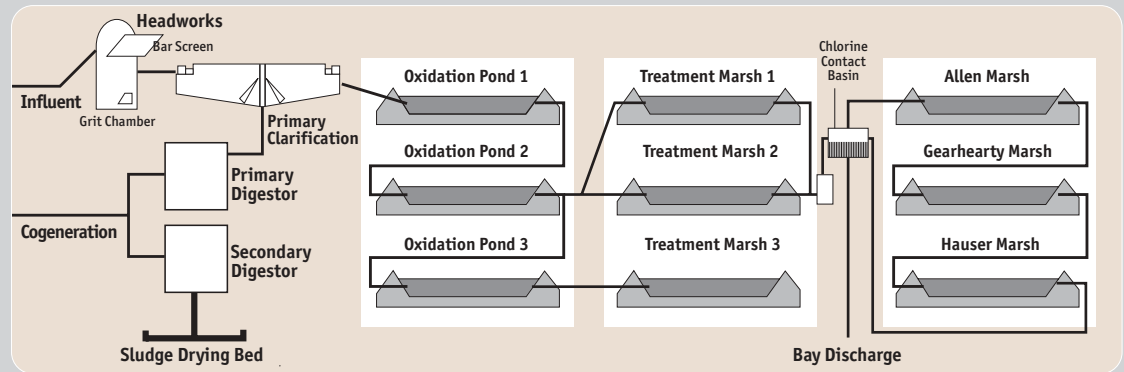 Headworks
Bar Screen
Influent
Grit Chamber
Primary
Clarification
Primary
Digestor
Cogeneration
Secondary
Digestor
Sludge Drying Bed
Oxidation Pond 1
Oxidation Pond 2
Oxidation Pond 3
Treatment Marsh 1
Treatment Marsh 2
Treatment Marsh 3
Chlorine
Contact
Basin
Allen Marsh
Gearhearty Marsh
Hauser Marsh
Bay Discharge